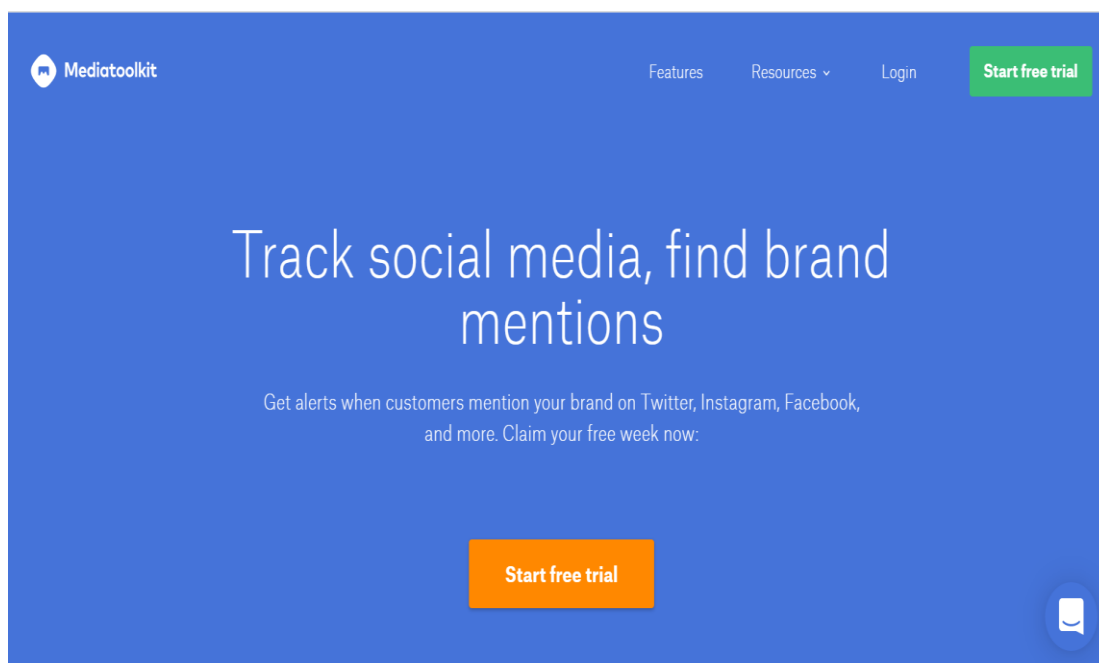 Mediatoolkit
Features
Resources
Login
Start free trial
Track social media, find brand
mentions
Get alerts when customers mention your brand on Twitter, Instagram, Facebook,
and more. Claim your free week now:
Start free trial